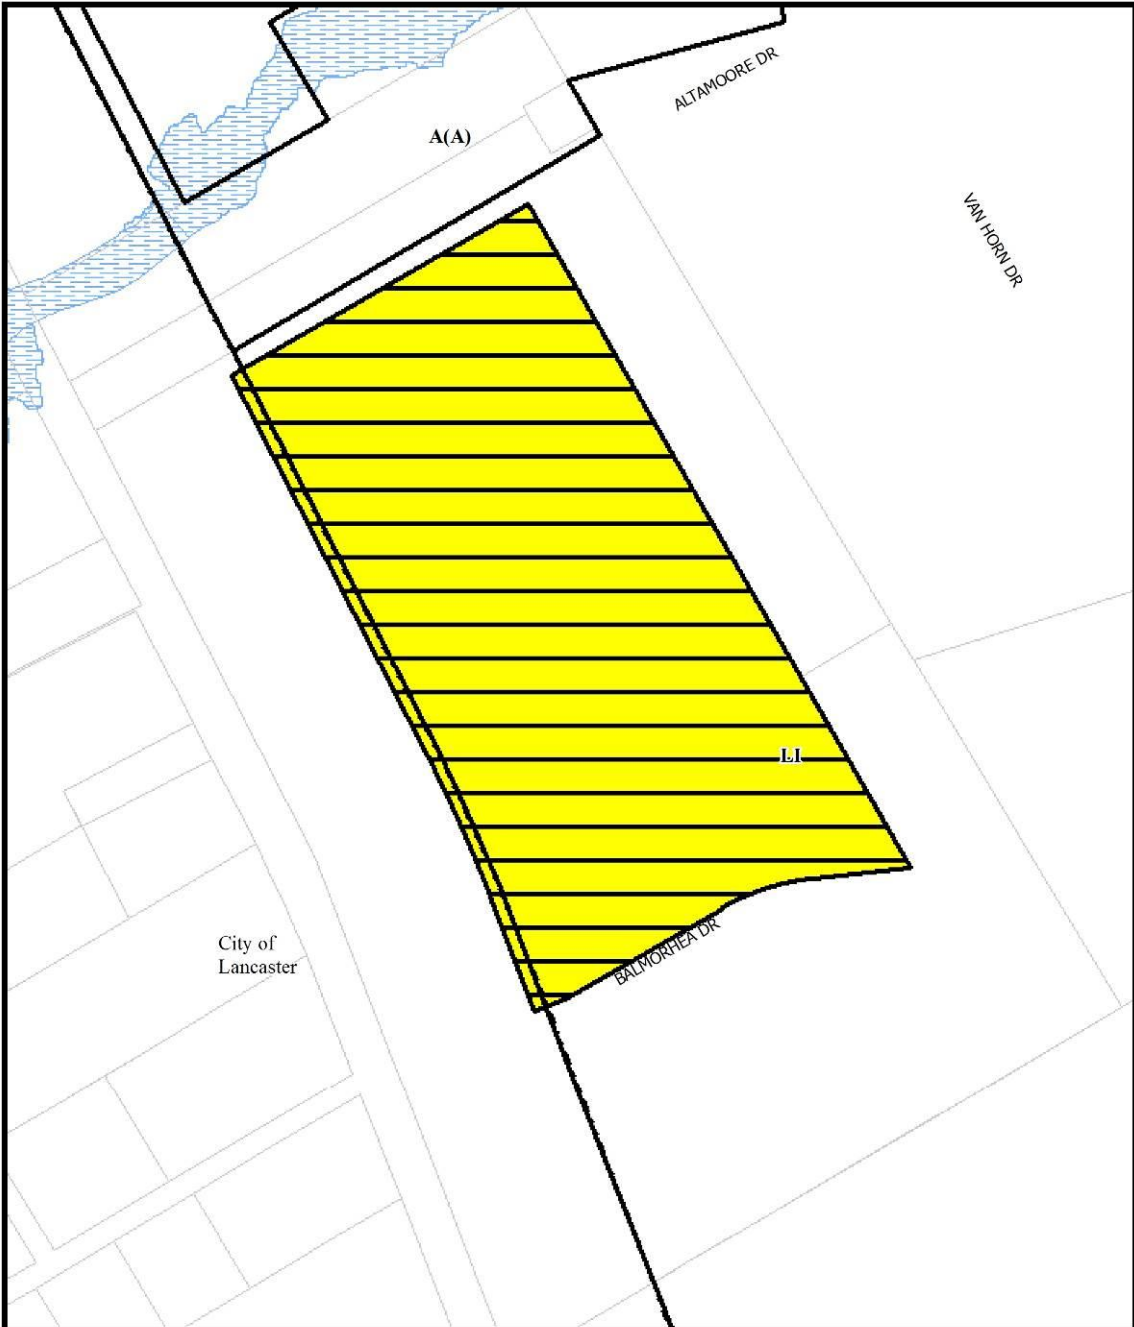 ALTAMOORE DR
A(A)
VAN HORN DR
LI
BALMORHEA DR
City of
Lancaster